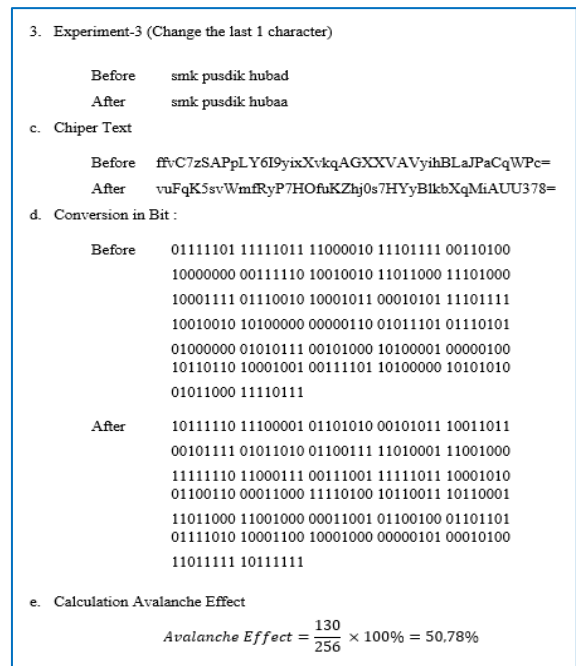 3. Experiment-3 (Change the last 1 character)
Before smk pusdik hubad
After smk pusdik hubaa
c. Chiper Text
Before ffvC7zSAPpLY6I9yixXvkqAGXXVAVyihBLaJPaCqWPc=
After vuFqK5svWmfRyP7HOfuKZhj0s7HYyBlkbXqMiAUU378=
d. Conversion in Bit :
Before 01111101 11111011 11000010 11101111 00110100
10000000 00111110 10010010 11011000 11101000
10001111 01110010 10001011 00010101 11101111
10010010 10100000 00000110 01011101 01110101
01000000 01010111 00101000 10100001 00000100
10110110 10001001 00111101 10100000 10101010
01011000 11110111
After 10111110 11100001 01101010 00101011 10011011
00101111 01011010 01100111 11010001 11001000
11111110 11000111 00111001 11111011 10001010
01100110 00011000 11110100 10110011 10110001
11011000 11001000 00011001 01100100 01101101
01111010 10001100 10001000 00000101 00010100
11011111 10111111
e. Calculation Avalanche Effect
Avalanche Effect = 130/256 × 100% = 50,78%